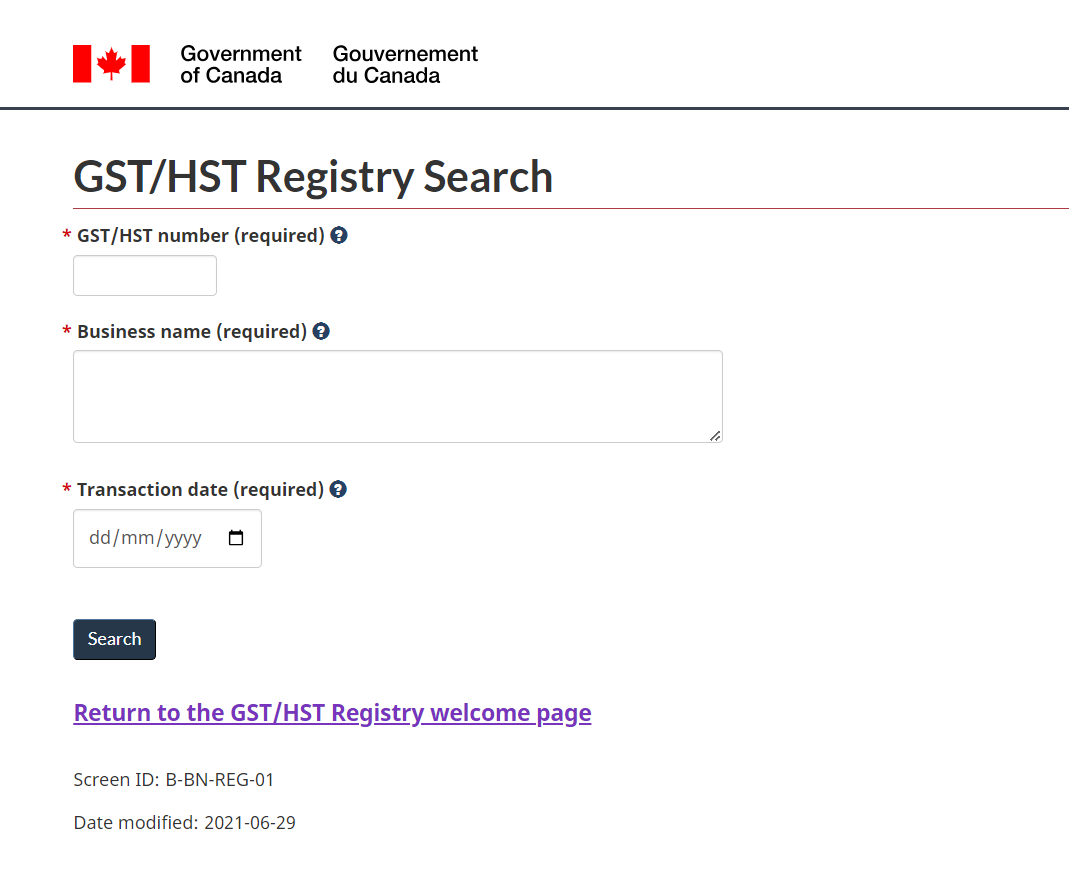 Government of Canada
Gouvernement du Canada
GST/HST Registry Search
* GST/HST number (required) ?
* Business name (required) ?
* Transaction date (required) ?
dd/mm/yyyy
Search
Return to the GST/HST Registry welcome page
Screen ID: B-BN-REG-01
Date modified: 2021-06-29